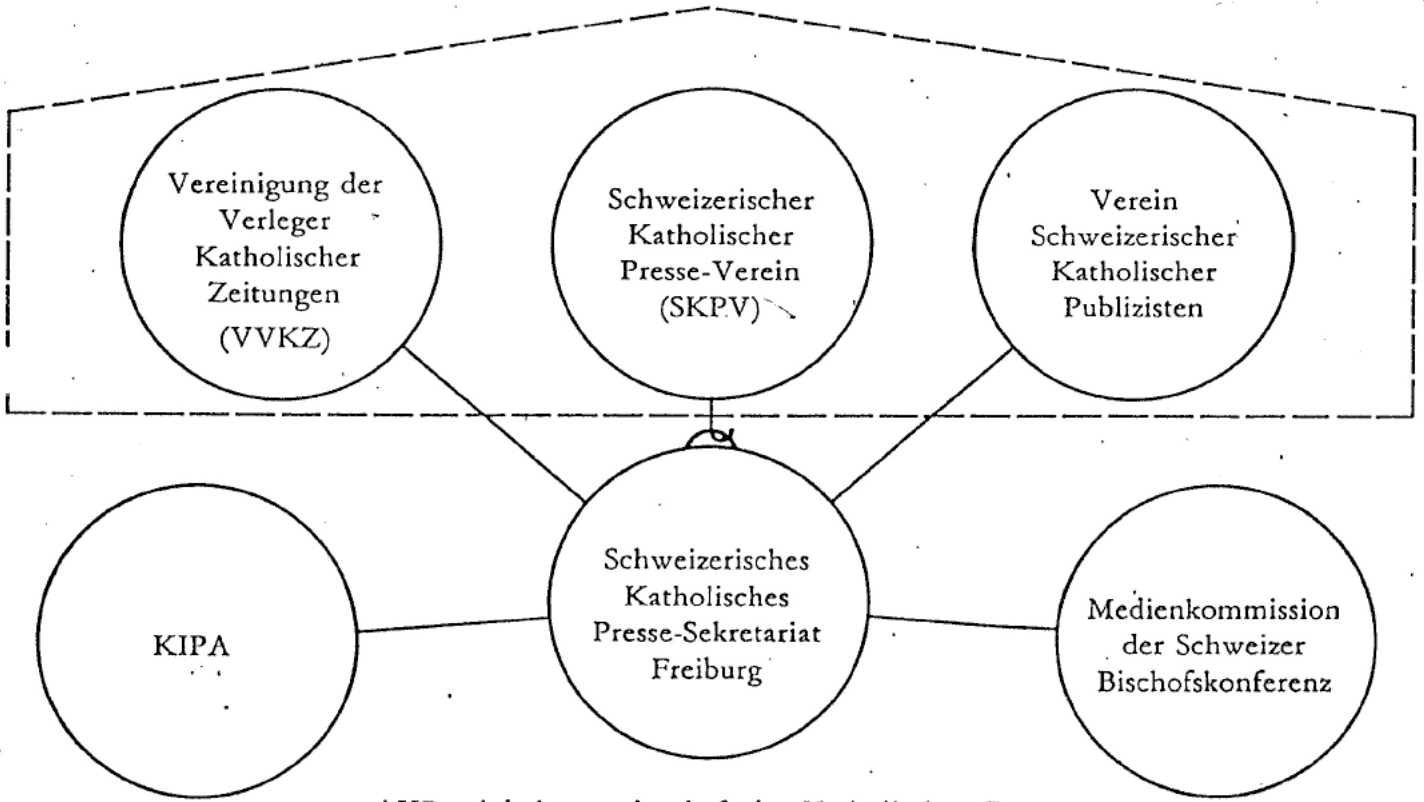 Vereinigung der
Verleger
Katholischer
Zeitungen
(VVKZ)
Schweizerischer
Katholischer
Presse-Verein
(SKPV)
Verein
Schweizerischer
Katholischer
Publizisten
KIPA
Schweizerisches
Katholisches
Presse-Sekretariat
Freiburg
Medienkommission
der Schweizer
Bischofskonferenz